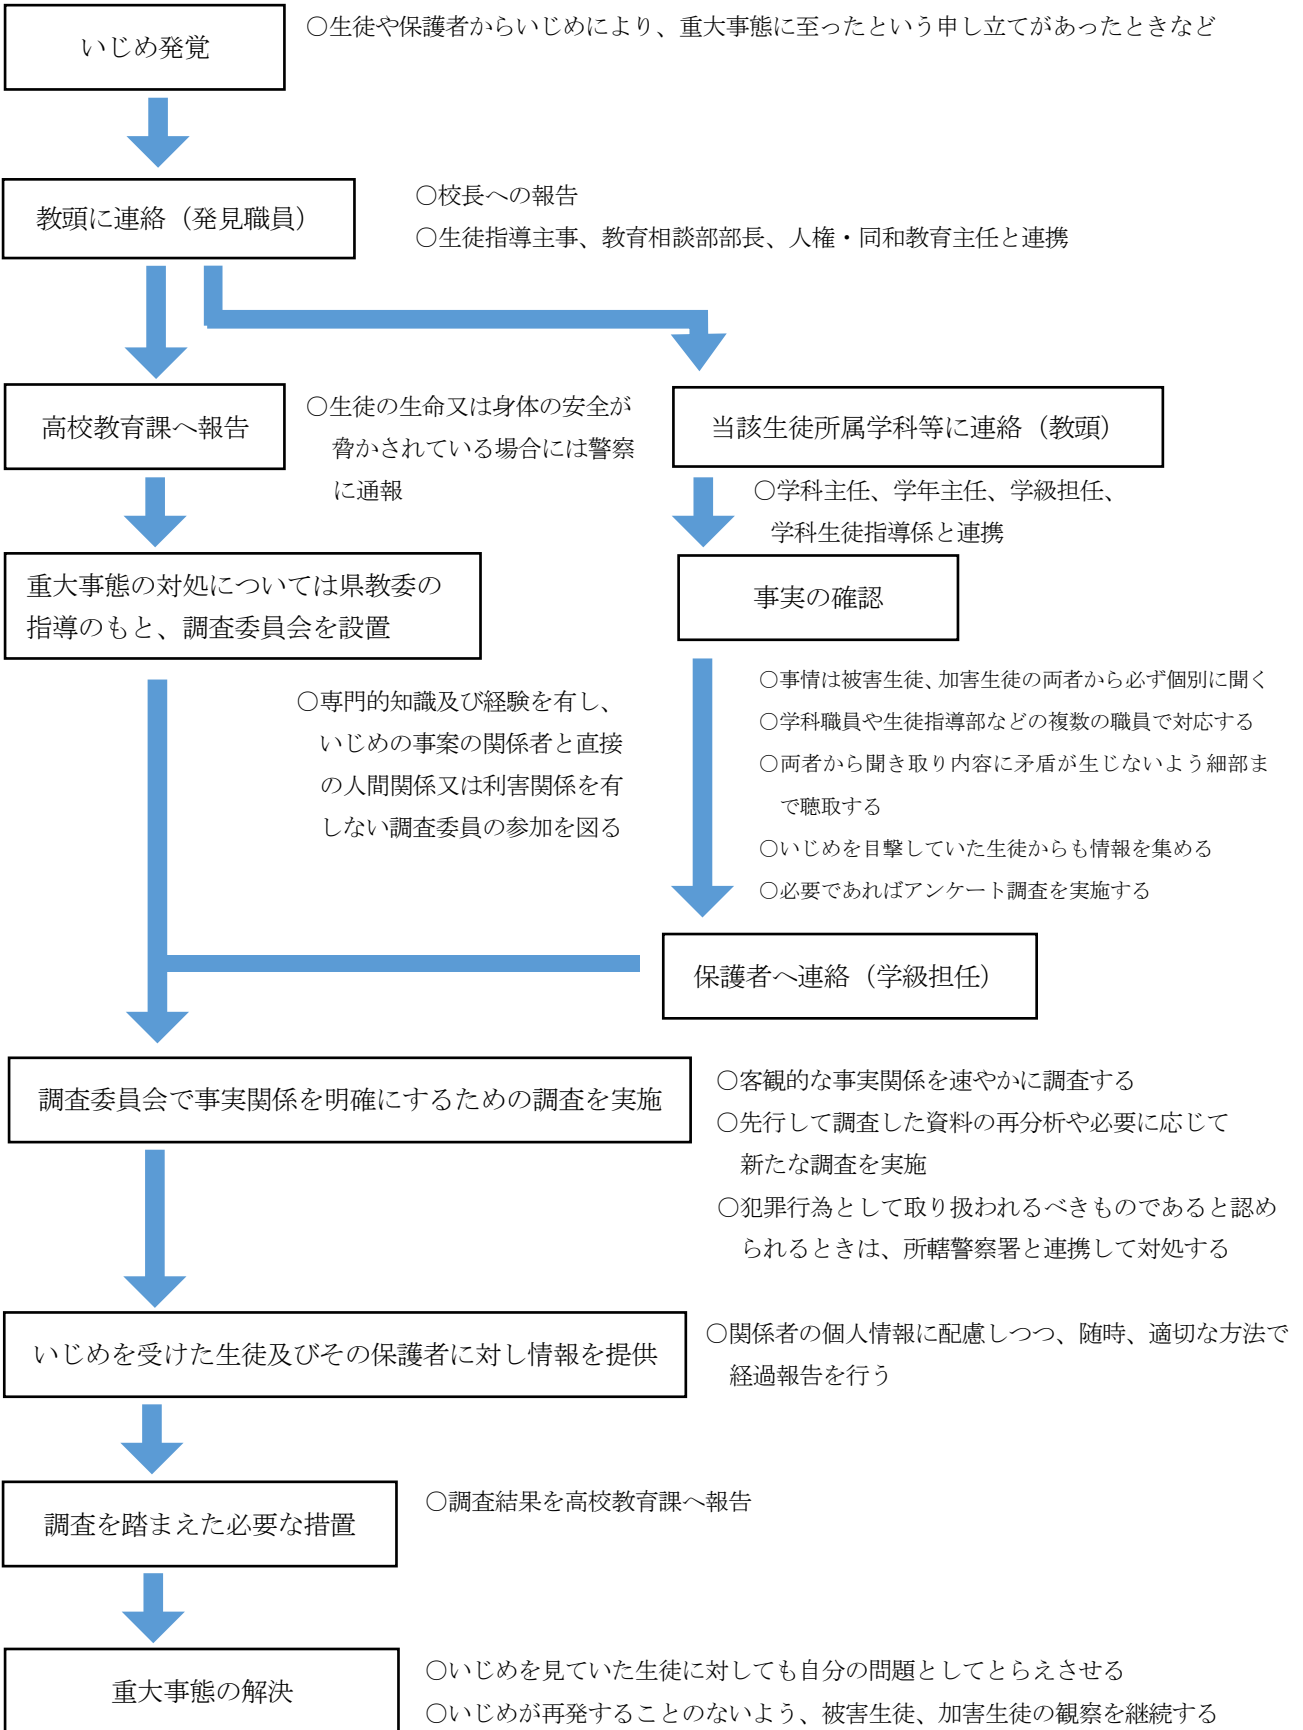 いじめ発覚
○生徒や保護者からいじめにより、重大事態に至ったという申し立てがあったときなど
教頭に連絡（発見職員）
○校長への報告
○生徒指導主事、教育相談部部長、人権・同和教育主任と連携
高校教育課へ報告
○生徒の生命又は身体の安全が
脅かされている場合には警察
に通報
当該生徒所属学科等に連絡（教頭）
○学科主任、学年主任、学級担任、
学科生徒指導係と連携
重大事態の対処については県教委の
指導のもと、調査委員会を設置
事実の確認
○専門的知識及び経験を有し、
いじめの事案の関係者と直接
の人間関係又は利害関係を有
しない調査委員の参加を図る
○事情は被害生徒、加害生徒の両者から必ず個別に聞く
○学科職員や生徒指導部などの複数の職員で対応する
○両者から聞き取り内容に矛盾が生じないよう細部ま
で聴取する
○いじめを目撃していた生徒からも情報を集める
○必要であればアンケート調査を実施する
保護者へ連絡（学級担任）
調査委員会で事実関係を明確にするための調査を実施
○客観的な事実関係を速やかに調査する
○先行して調査した資料の再分析や必要に応じて
新たな調査を実施
○犯罪行為として取り扱われるべきものであると認め
られるときは、所轄警察署と連携して対処する
いじめを受けた生徒及びその保護者に対し情報を提供
○関係者の個人情報に配慮しつつ、随時、適切な方法で
経過報告を行う
調査を踏まえた必要な措置
○調査結果を高校教育課へ報告
重大事態の解決
○いじめを見ていた生徒に対しても自分の問題としてとらえさせる
○いじめが再発することのないよう、被害生徒、加害生徒の観察を継続する